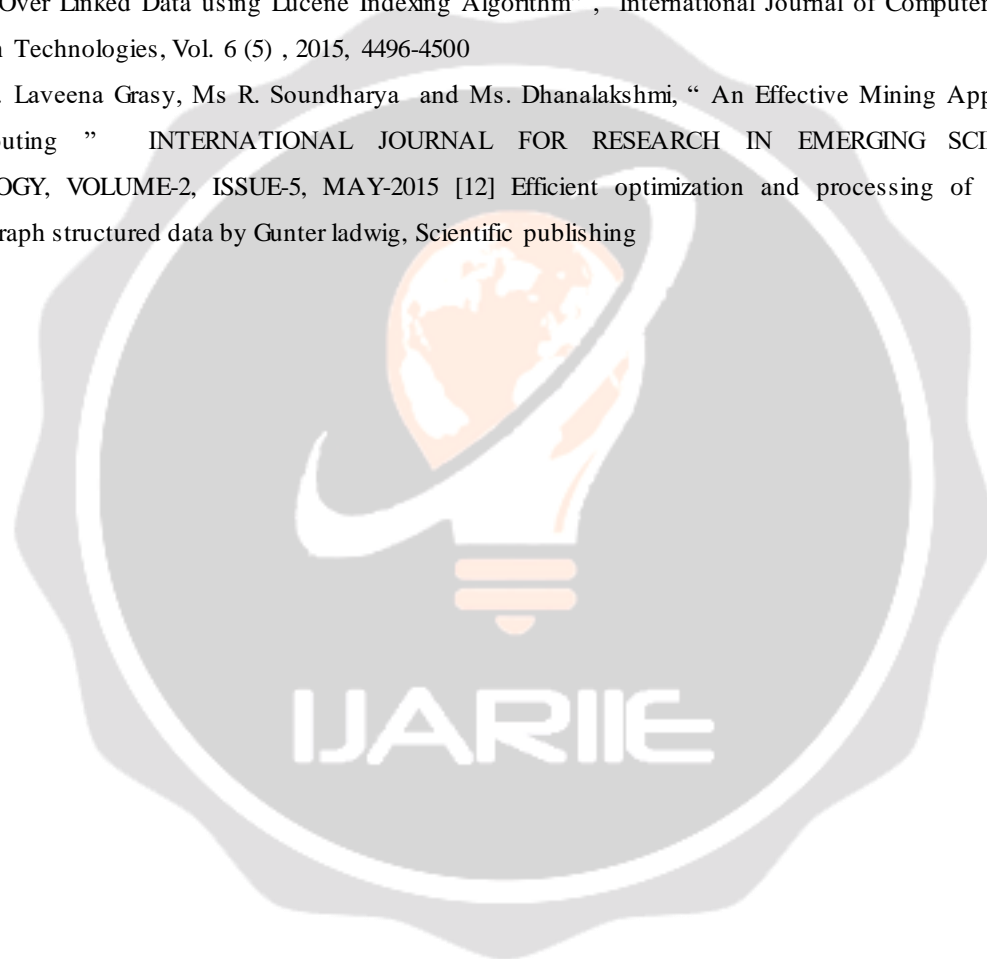 Over Linked Data using Lucene Indexing Algorithm" , International Journal of Computer
Technologies, Vol. 6 (5) , 2015, 4496-4500
. Laveena Grasy, Ms R. Soundharya and Ms. Dhanalakshmi, “ An Effective Mining App
outing ” INTERNATIONAL JOURNAL FOR RESEARCH IN EMERGING SCI
OGY, VOLUME-2, ISSUE-5, MAY-2015 [12] Efficient optimization and processing of
raph structured data by Gunter ladwig, Scientific publishing
IJARIIE